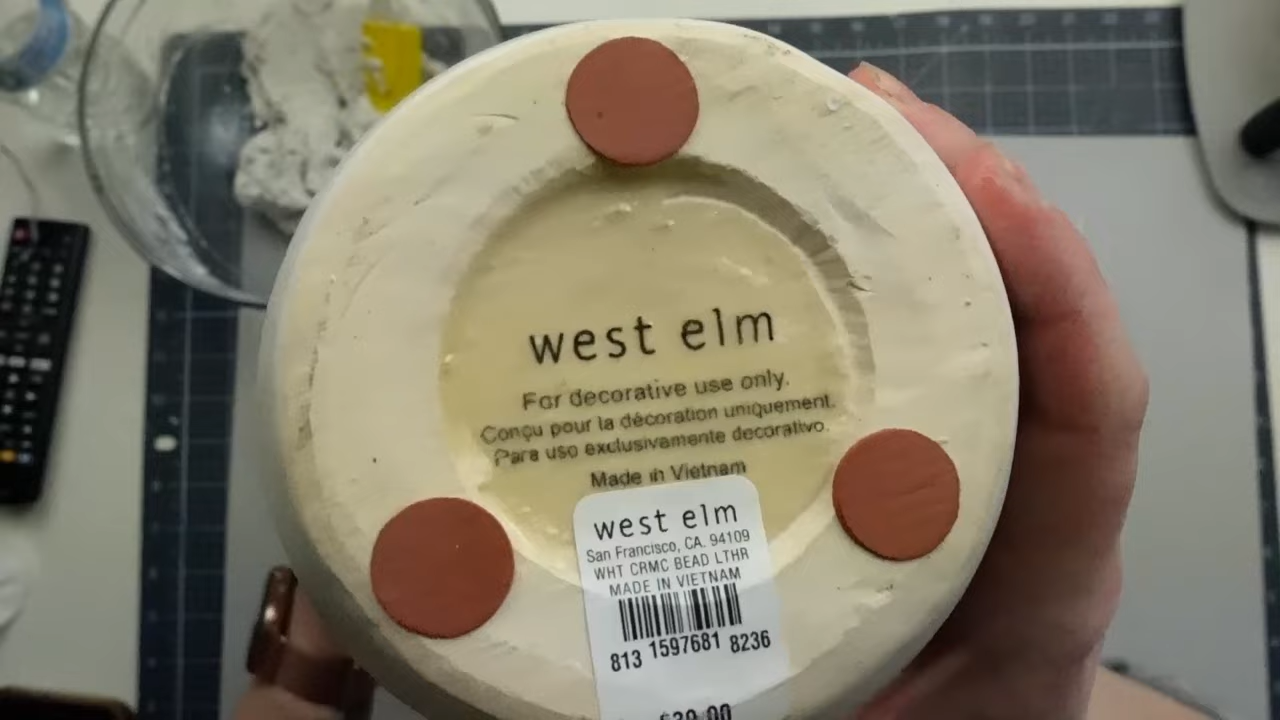 west elm
For decorative use only.
Conçu pour la décoration uniquement.
Para uso exclusivamente decorativo.
Made in Vietnam
west elm
San Francisco, CA. 94109
WHT CRMC BEAD LTHR
MADE IN VIETNAM
813 1597681 8236